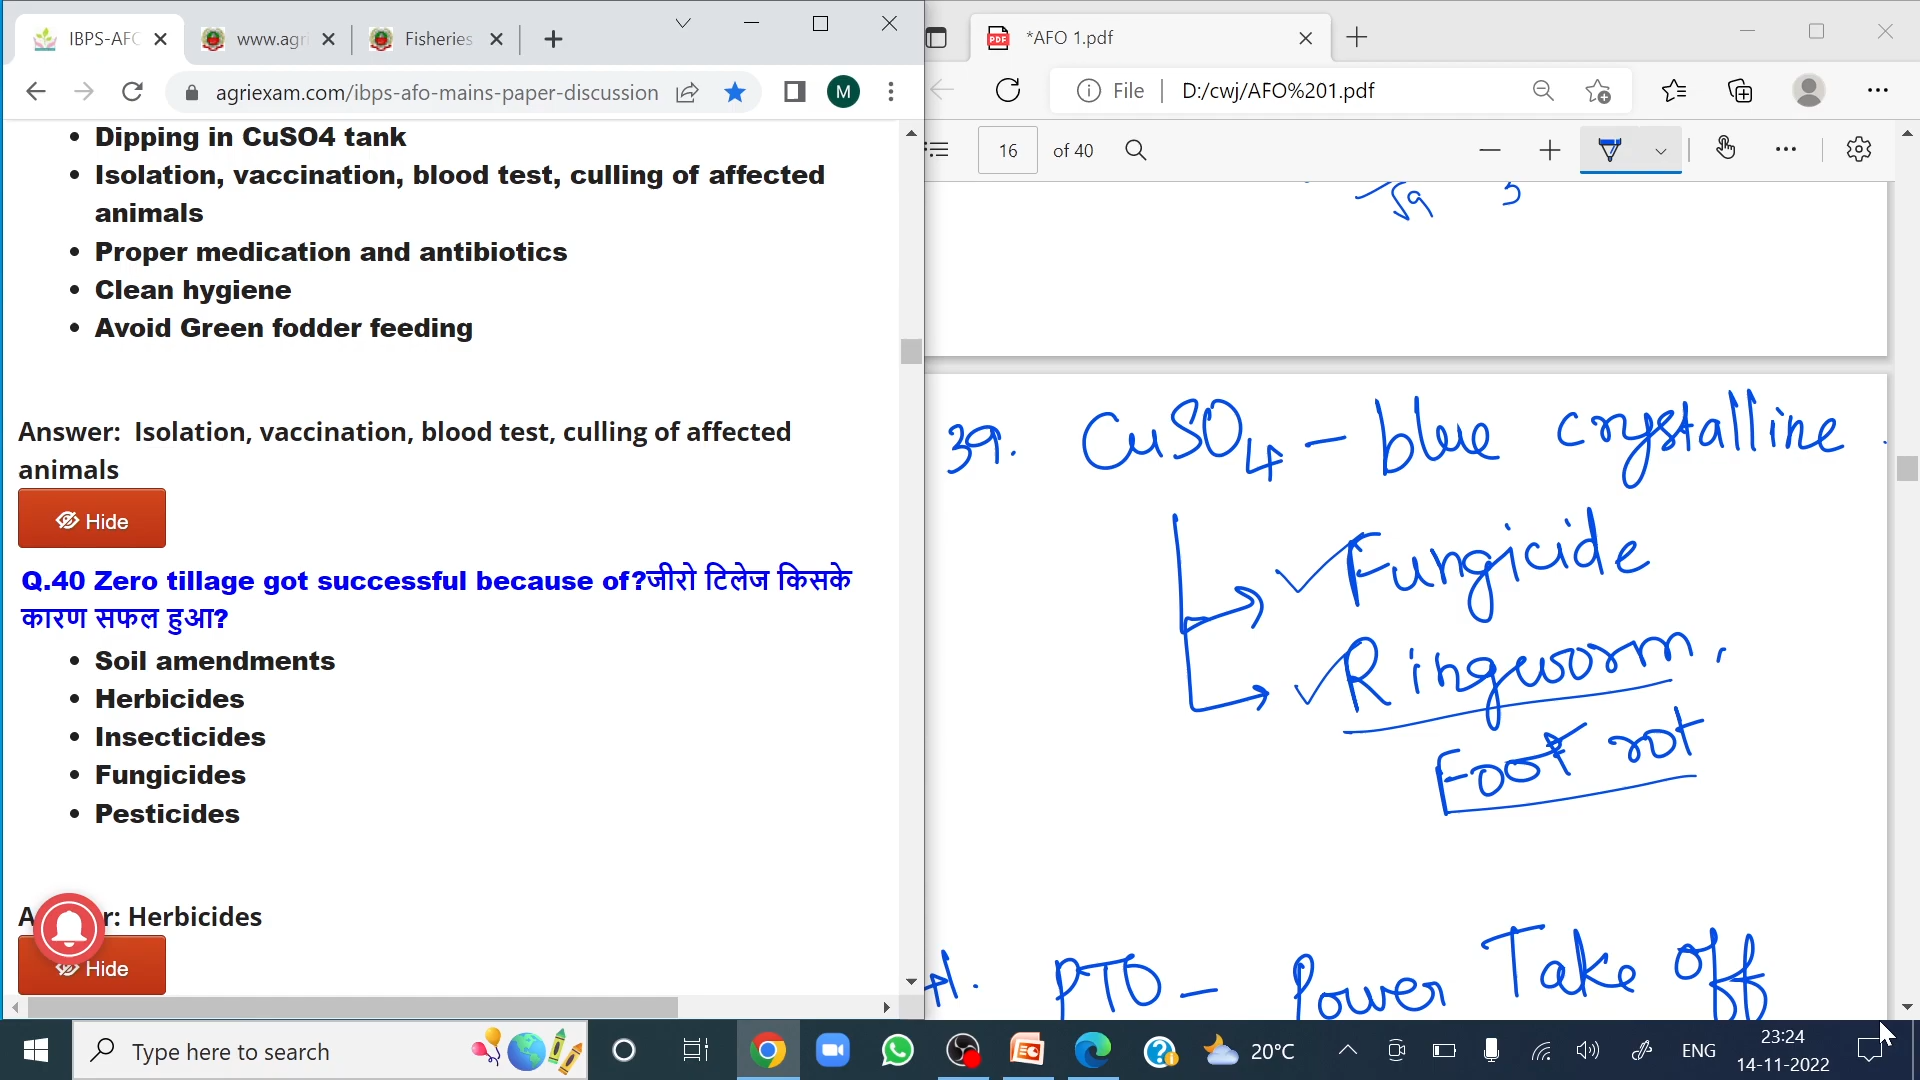 IBPS-AFO
www.agri
Fisheries
*AFO 1.pdf
agriexam.com/ibps-afo-mains-paper-discussion
M
File
D:/cwj/AFO%201.pdf
16 of 40
• Dipping in CuSO4 tank
• Isolation, vaccination, blood test, culling of affected
animals
• Proper medication and antibiotics
• Clean hygiene
• Avoid Green fodder feeding
Answer: Isolation, vaccination, blood test, culling of affected
animals
Hide
Q.40 Zero tillage got successful because of?जीरो टिलेज किसके
कारण सफल हुआ?
• Soil amendments
• Herbicides
• Insecticides
• Fungicides
• Pesticides
r: Herbicides
Hide
39. CuSO4 - blue crystalline
Fungicide
Ringworm,
Foot rot
PTO - Power Take Off
Type here to search
20°C
ENG
23:24
14-11-2022